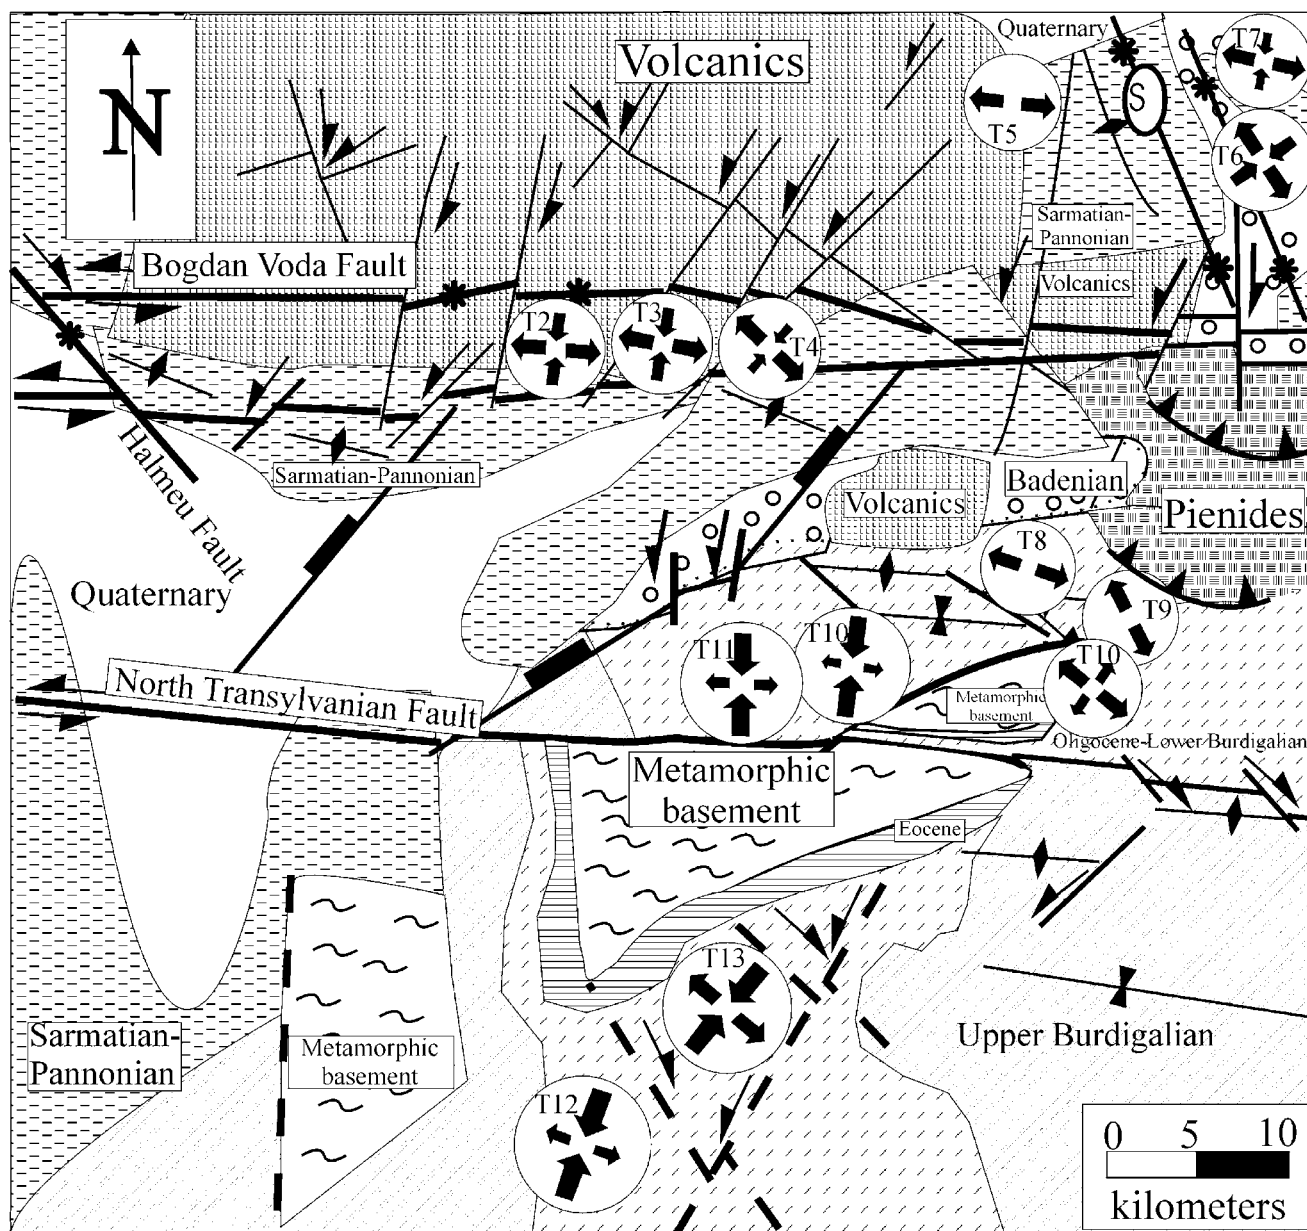 Quaternary
T7
Volcanics
N
T5
S
T6
Sarmatian-
Pannonian
Bogdan Voda Fault
Volcanics
T2
T3
T4
Halmeu Fault
Sarmatian-Pannonian
Badenian
Volcanics
Pienides
T8
Quaternary
T9
T11
T10
T10
North Transylvanian Fault
Metamorphic
basement
Oligocene-Lower Burdigalian
Metamorphic
basement
Eocene
T13
Sarmatian-
Pannonian
Metamorphic
basement
Upper Burdigalian
T12
0 5 10
kilometers